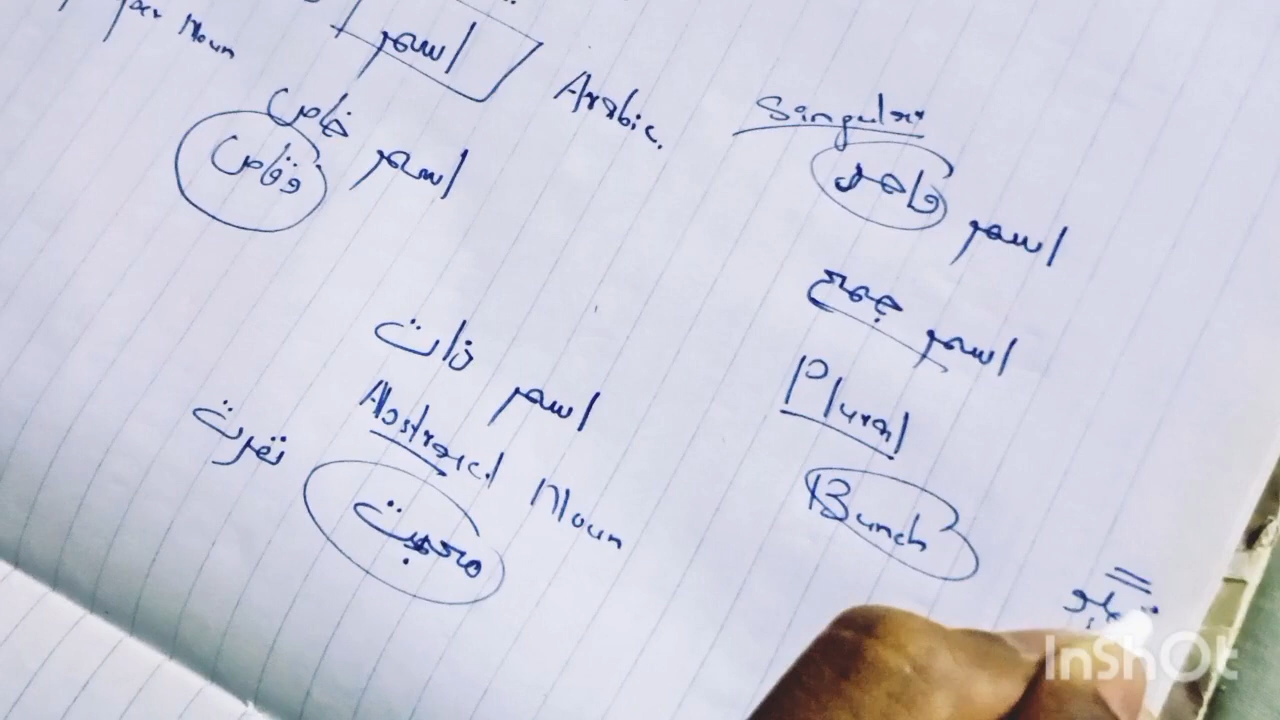 اسم
Noun
Arabic.
اسم خاص
وقاص
Singular
اسم واحد
اسم جمع
Plural
Bunch
اسم ذات
Abstract Noun
نفرت
محبت
InShOt